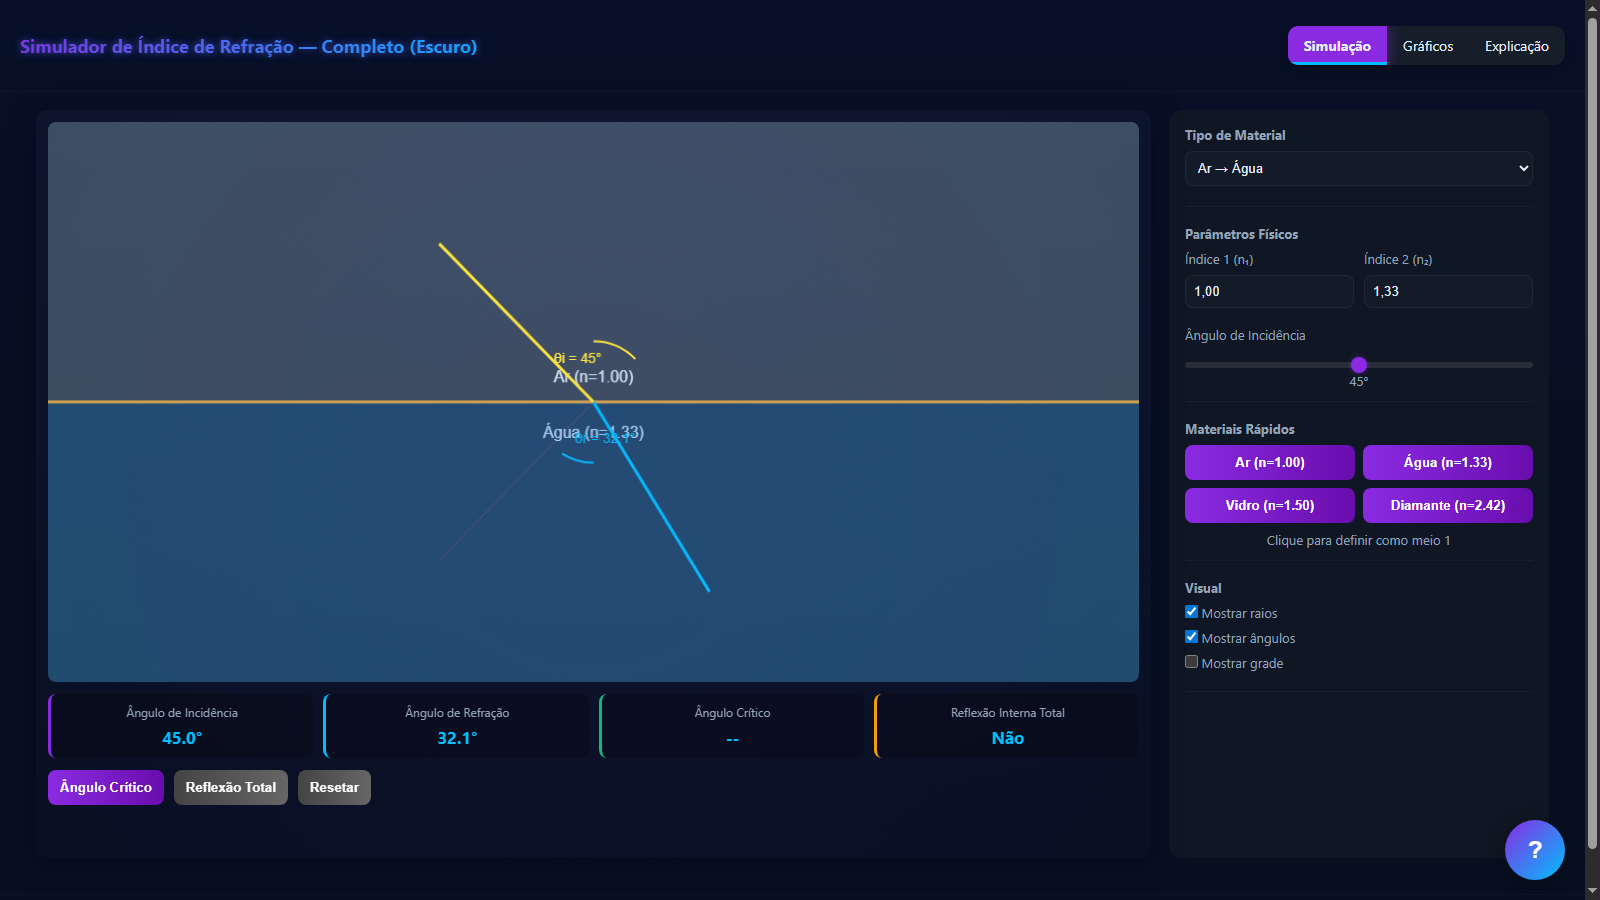 Simulador de Índice de Refração — Completo (Escuro)
Simulação
Gráficos
Explicação
θi = 45°
Ar (n=1.00)
Água (n=1.33)
Ângulo de Incidência
45.0°
Ângulo de Refração
32.1°
Ângulo Crítico
--
Reflexão Interna Total
Não
Ângulo Crítico
Reflexão Total
Resetar
Tipo de Material
Ar → Água
Parâmetros Físicos
Índice 1 (n₁)
Índice 2 (n₂)
1,00
1,33
Ângulo de Incidência
45°
Materiais Rápidos
Ar (n=1.00)
Água (n=1.33)
Vidro (n=1.50)
Diamante (n=2.42)
Clique para definir como meio 1
Visual
Mostrar raios
Mostrar ângulos
Mostrar grade
?